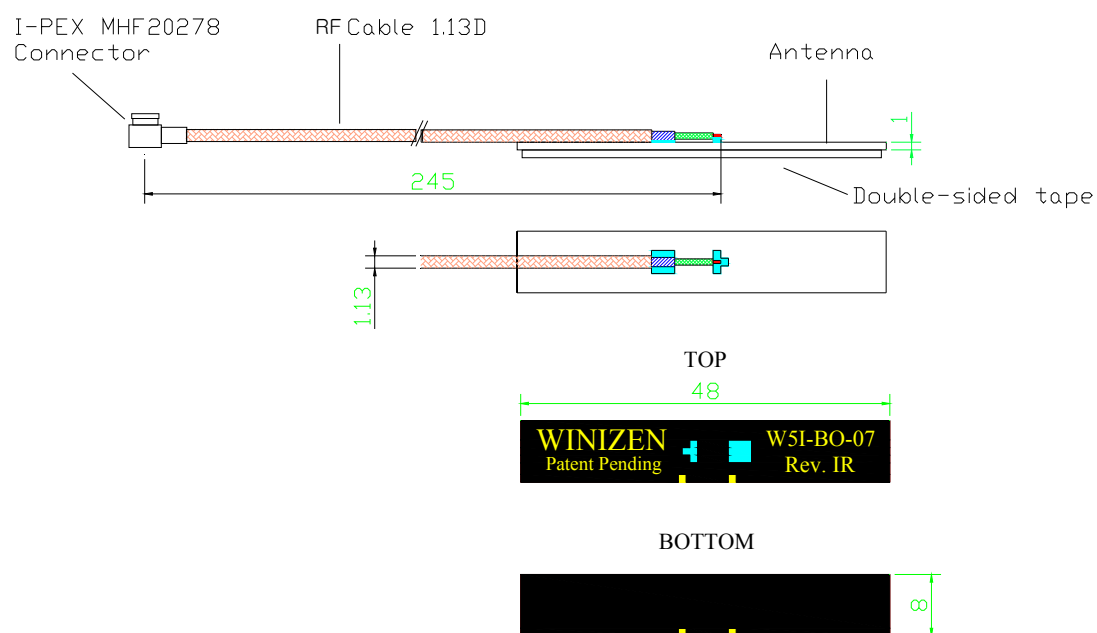 I-PEX MHF20278
Connector
RF Cable 1.13D
Antenna
1
245
Double-sided tape
1.13
TOP
48
WINIZEN
Patent Pending
W5I-BO-07
Rev. IR
BOTTOM
8